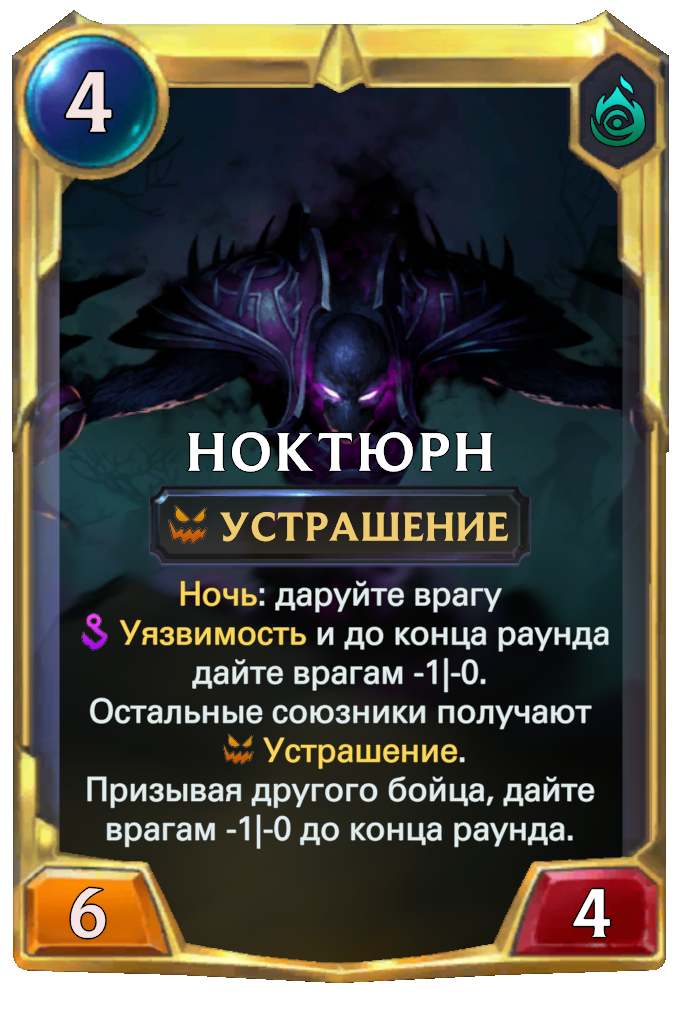 4
НОКТЮРН
УСТРАШЕНИЕ
Ночь: даруйте врагу
Уязвимость и до конца раунда
дайте врагам -1|-0.
Остальные союзники получают
Устрашение.
Призывая другого бойца, дайте
врагам -1|-0 до конца раунда.
6
4